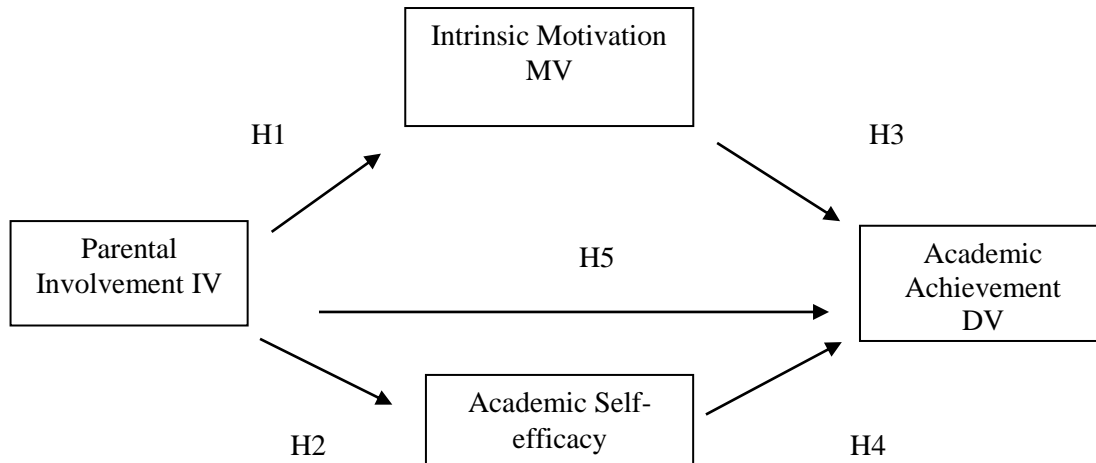 Intrinsic Motivation
MV
H1
H3
Parental
Involvement IV
H5
Academic
Achievement
DV
Academic Self-
efficacy
H2
H4